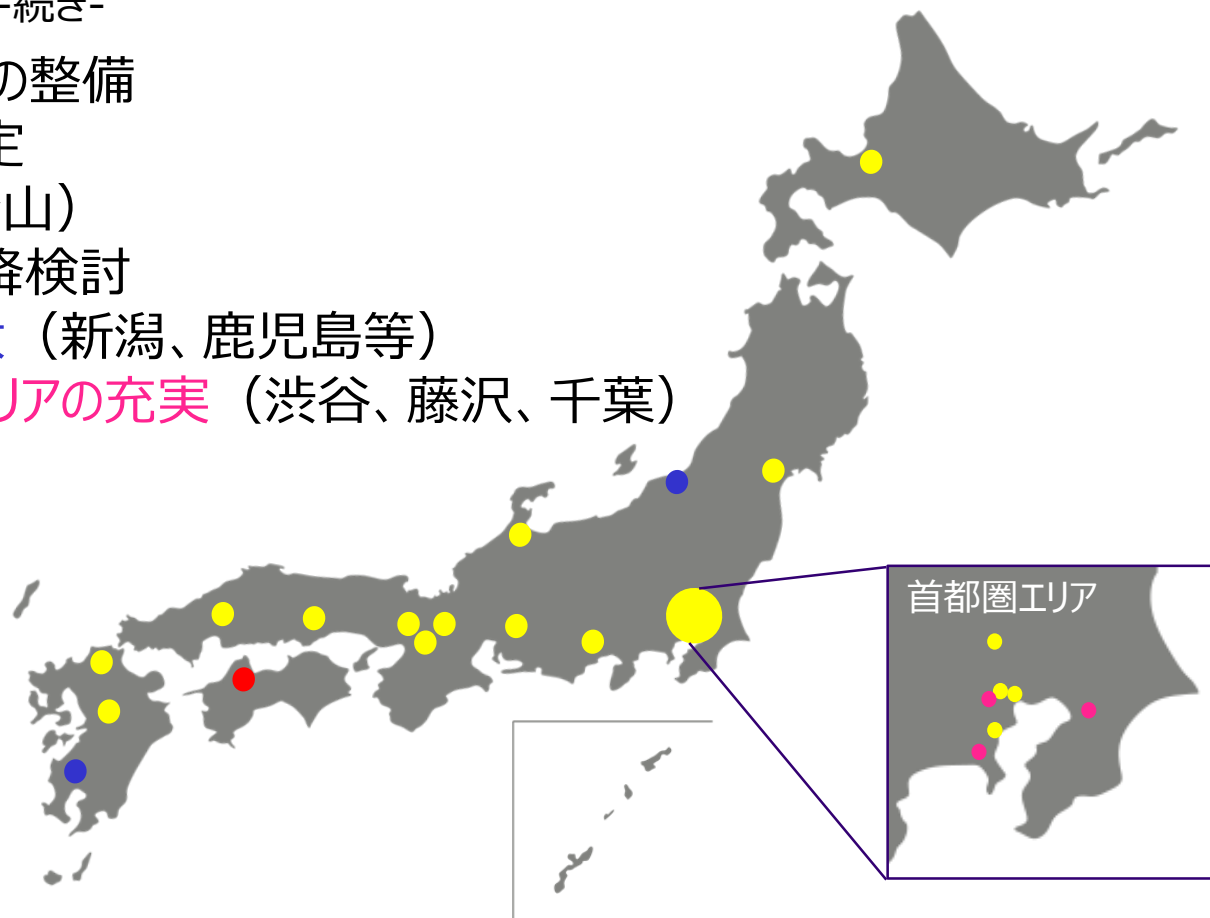 -続き-
の整備
定
山）
降検討
（新潟、鹿児島等）
リアの充実（渋谷、藤沢、千葉）
首都圏エリア